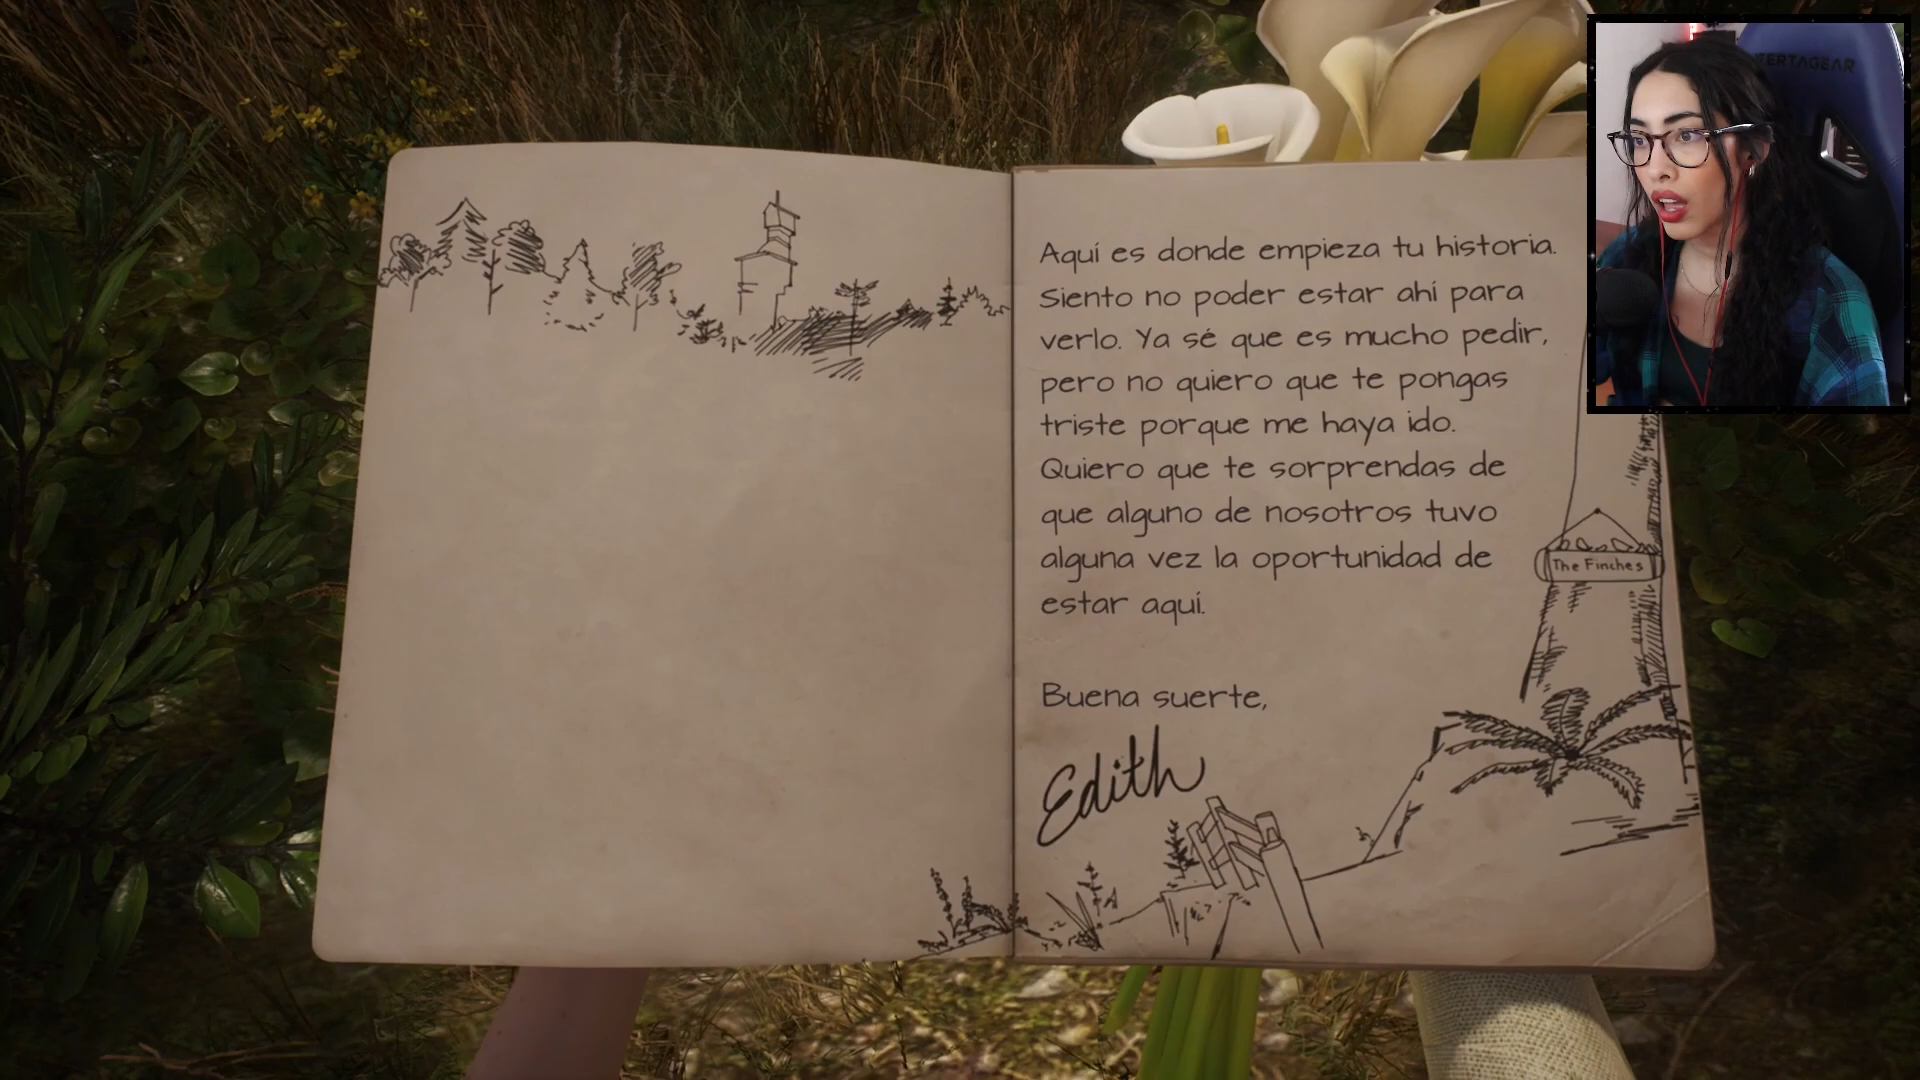 Aquí es donde empieza tu historia.
Siento no poder estar ahí para
verlo. Ya sé que es mucho pedir,
pero no quiero que te pongas
triste porque me haya ido.
Quiero que te sorprendas de
que alguno de nosotros tuvo
alguna vez la oportunidad de
estar aquí.
The Finches
Buena suerte,
Edith